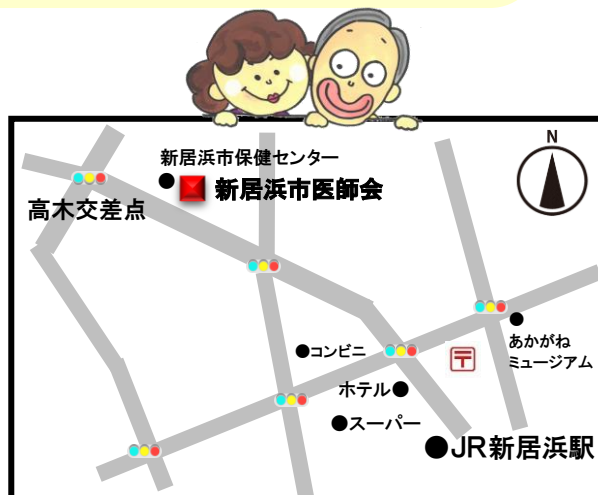 新居浜市保健センター
N
新居浜市医師会
高木交差点
あかがね
ミュージアム
コンビニ
〒
ホテル
スーパー
JR新居浜駅